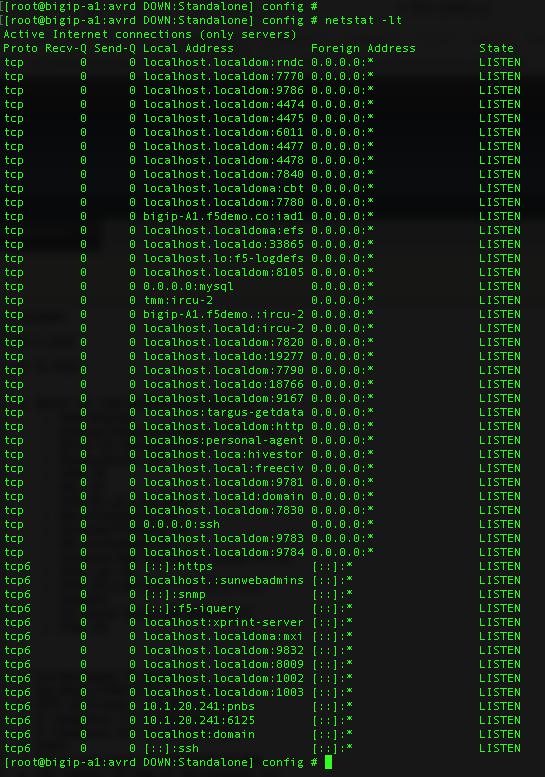 [[root@bigip-a1:avrd DOWN:Standalone] config #
[[root@bigip-a1:avrd DOWN:Standalone] config # netstat -lt
Active Internet connections (only servers)
Proto Recv-Q Send-Q Local Address Foreign Address State
tcp 0 0 localhost.localdom:rndc 0.0.0.0:* LISTEN
tcp 0 0 localhost.localdom:7770 0.0.0.0:* LISTEN
tcp 0 0 localhost.localdom:9786 0.0.0.0:* LISTEN
tcp 0 0 localhost.localdom:4474 0.0.0.0:* LISTEN
tcp 0 0 localhost.localdom:4475 0.0.0.0:* LISTEN
tcp 0 0 localhost.localdom:6011 0.0.0.0:* LISTEN
tcp 0 0 localhost.localdom:4477 0.0.0.0:* LISTEN
tcp 0 0 localhost.localdom:4478 0.0.0.0:* LISTEN
tcp 0 0 localhost.localdom:7840 0.0.0.0:* LISTEN
tcp 0 0 localhost.localdoma:cbt 0.0.0.0:* LISTEN
tcp 0 0 localhost.localdom:7780 0.0.0.0:* LISTEN
tcp 0 0 bigip-A1.f5demo.co:iad1 0.0.0.0:* LISTEN
tcp 0 0 localhost.localdoma:efs 0.0.0.0:* LISTEN
tcp 0 0 localhost.localdo:33865 0.0.0.0:* LISTEN
tcp 0 0 localhost.lo:f5-logdefs 0.0.0.0:* LISTEN
tcp 0 0 localhost.localdom:8105 0.0.0.0:* LISTEN
tcp 0 0 0.0.0.0:mysql 0.0.0.0:* LISTEN
tcp 0 0 tmm:ircu-2 0.0.0.0:* LISTEN
tcp 0 0 bigip-A1.f5demo.:ircu-2 0.0.0.0:* LISTEN
tcp 0 0 localhost.locald:ircu-2 0.0.0.0:* LISTEN
tcp 0 0 localhost.localdom:7820 0.0.0.0:* LISTEN
tcp 0 0 localhost.localdo:19277 0.0.0.0:* LISTEN
tcp 0 0 localhost.localdom:7790 0.0.0.0:* LISTEN
tcp 0 0 localhost.localdo:18766 0.0.0.0:* LISTEN
tcp 0 0 localhost.localdom:9167 0.0.0.0:* LISTEN
tcp 0 0 localhos:targus-getdata 0.0.0.0:* LISTEN
tcp 0 0 localhost.localdom:http 0.0.0.0:* LISTEN
tcp 0 0 localhos:personal-agent 0.0.0.0:* LISTEN
tcp 0 0 localhost.loca:hivestor 0.0.0.0:* LISTEN
tcp 0 0 localhost.local:freeciv 0.0.0.0:* LISTEN
tcp 0 0 localhost.localdom:9781 0.0.0.0:* LISTEN
tcp 0 0 localhost.locald:domain 0.0.0.0:* LISTEN
tcp 0 0 localhost.localdom:7830 0.0.0.0:* LISTEN
tcp 0 0 0.0.0.0:ssh 0.0.0.0:* LISTEN
tcp 0 0 localhost.localdom:9783 0.0.0.0:* LISTEN
tcp 0 0 localhost.localdom:9784 0.0.0.0:* LISTEN
tcp6 0 0 [::]:https [::]:* LISTEN
tcp6 0 0 localhost.:sunwebadmins [::]:* LISTEN
tcp6 0 0 [::]:snmp [::]:* LISTEN
tcp6 0 0 [::]:f5-iquery [::]:* LISTEN
tcp6 0 0 localhost:xprint-server [::]:* LISTEN
tcp6 0 0 localhost.localdoma:mxi [::]:* LISTEN
tcp6 0 0 localhost.localdom:9832 [::]:* LISTEN
tcp6 0 0 localhost.localdom:8009 [::]:* LISTEN
tcp6 0 0 localhost.localdom:1002 [::]:* LISTEN
tcp6 0 0 localhost.localdom:1003 [::]:* LISTEN
tcp6 0 0 10.1.20.241:pnbs [::]:* LISTEN
tcp6 0 0 10.1.20.241:6125 [::]:* LISTEN
tcp6 0 0 localhost:domain [::]:* LISTEN
tcp6 0 0 [::]:ssh [::]:* LISTEN
[root@bigip-a1:avrd DOWN:Standalone] config #